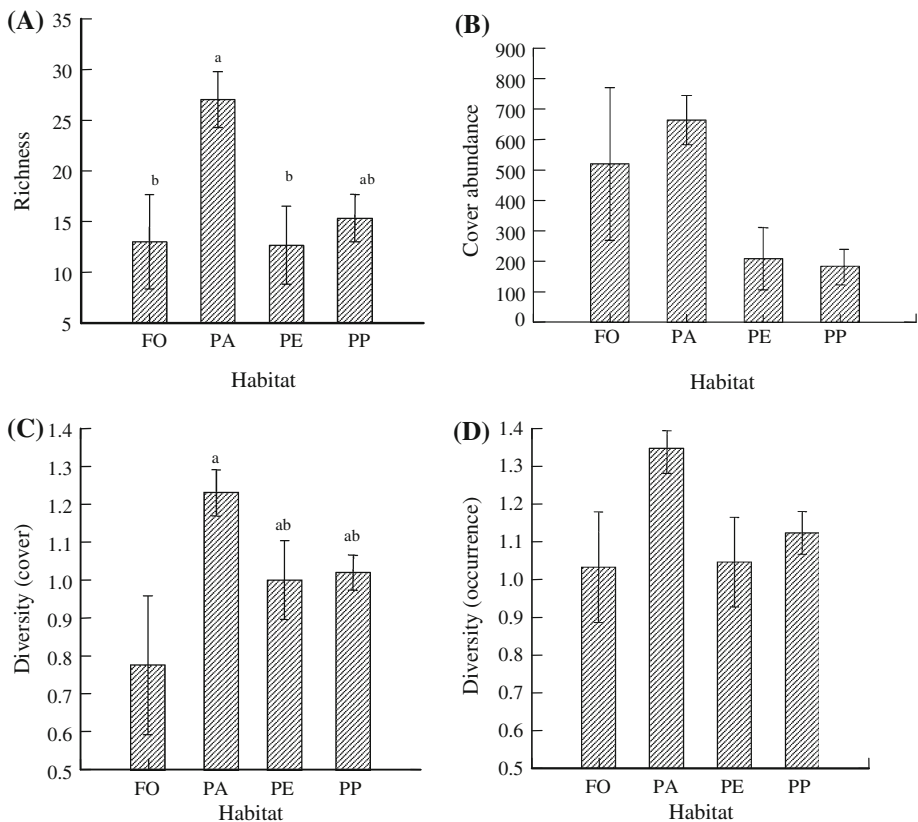 (A)
Richness
35
30
25
20
15
10
5
b
a
b
ab
FO PA PE PP
Habitat
(B)
Cover abundance
900
800
700
600
500
400
300
200
100
0
FO PA PE PP
Habitat
(C)
Diversity (cover)
1.4
1.3
1.2
1.1
1.0
0.9
0.8
0.7
0.6
0.5
a
ab
ab
FO PA PE PP
Habitat
(D)
Diversity (occurrence)
1.4
1.3
1.2
1.1
1.0
0.9
0.8
0.7
0.6
0.5
FO PA PE PP
Habitat